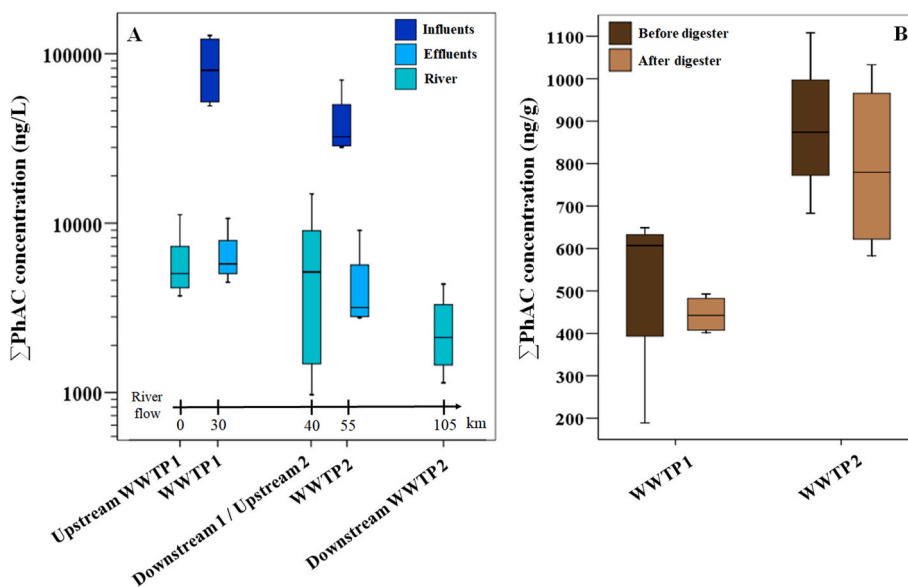 A
Influents
Effluents
River
∑PhAC concentration (ng/L)
100000
10000
1000
River
flow
0
30
40
55
105
km
Upstream WWTP1
WWTP1
Downstream 1 / Upstream 2
WWTP2
Downstream WWTP2
B
Before digester
After digester
∑PhAC concentration (ng/g)
1100
1000
900
800
700
600
500
400
300
200
WWTP1
WWTP2